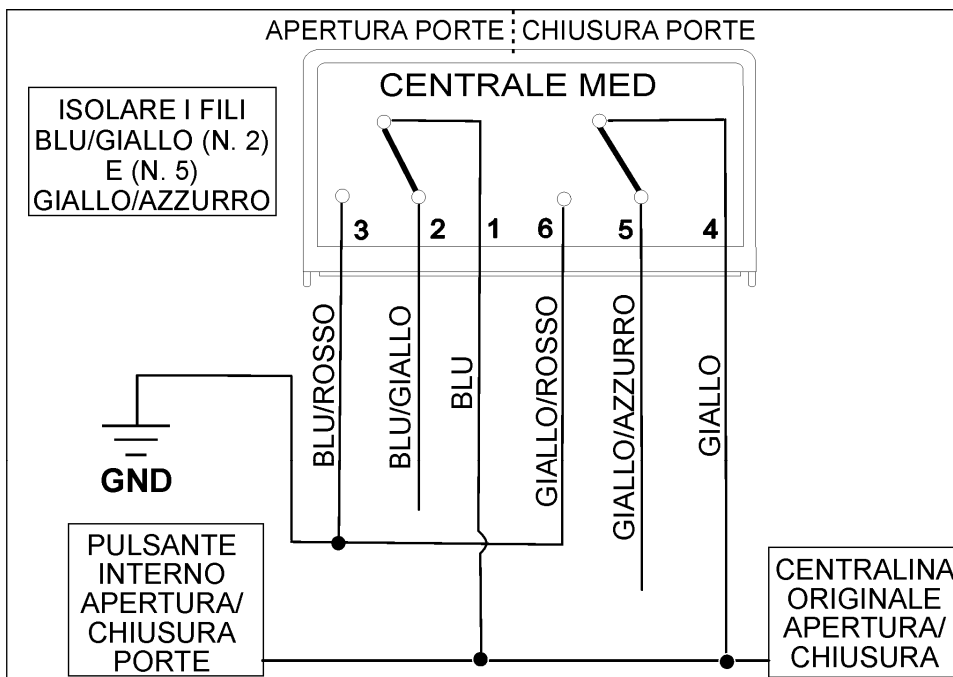 APERTURA PORTE
CHIUSURA PORTE
CENTRALE MED
ISOLARE I FILI
BLU/GIALLO (N. 2)
E (N. 5)
GIALLO/AZZURRO
3
2
1
6
5
4
BLU/ROSSO
BLU/GIALLO
BLU
GIALLO/ROSSO
GIALLO/AZZURRO
GIALLO
GND
PULSANTE
INTERNO
APERTURA/
CHIUSURA
PORTE
CENTRALINA
ORIGINALE
APERTURA/
CHIUSURA